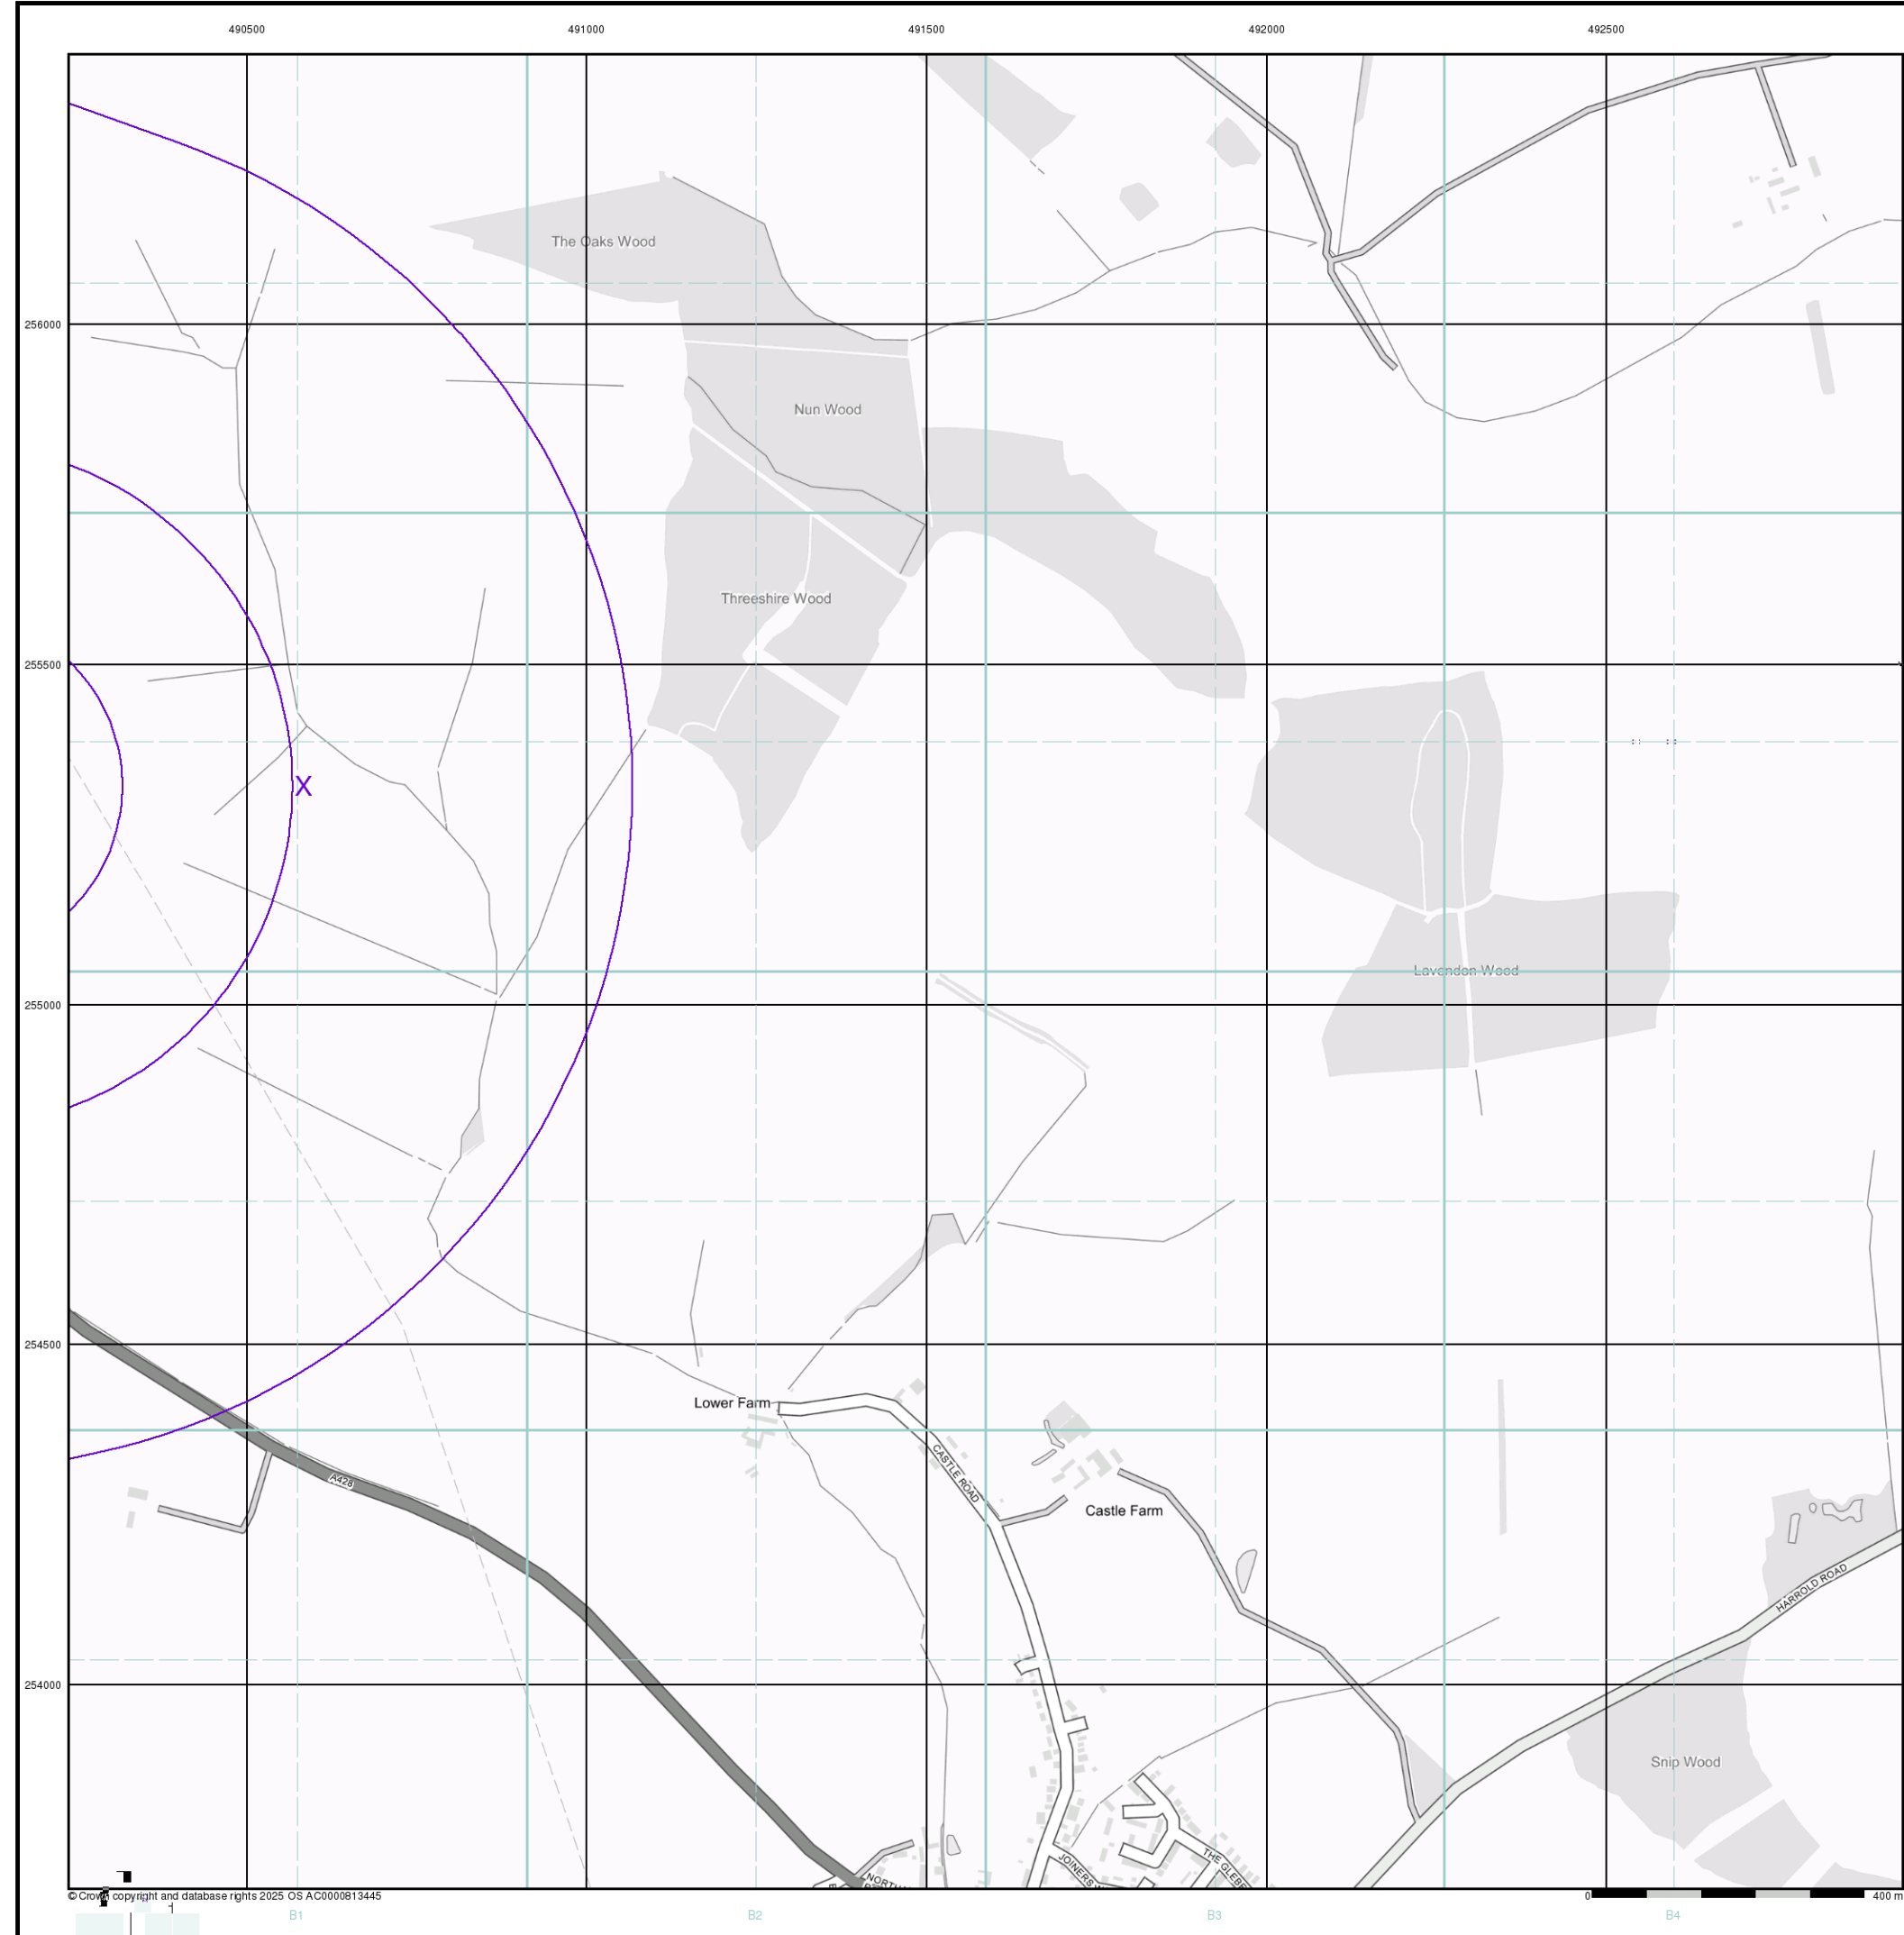 490500 491000 491500 492000 492500
The Oaks Wood
256000
Nun Wood
Threeshire Wood
255500
X
Lavendon Wood
255000
254500
Lower Farm
CASTLE ROAD
A428
Castle Farm
HARROLD ROAD
254000
Snip Wood
JOINERS
THE GLEBE
© Crown copyright and database rights 2025 OS AC0000813445
0 400 m
B1 B2 B3 B4